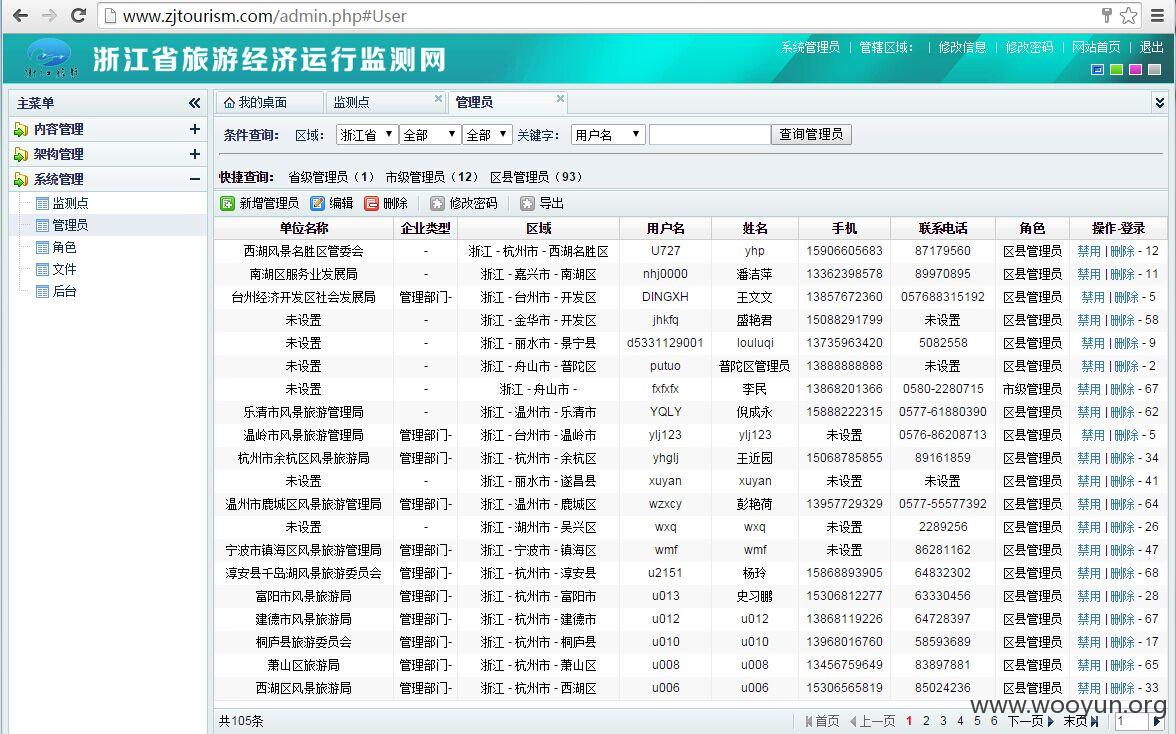 www.zjtourism.com/admin.php#User
浙江省旅游经济运行监测网
系统管理员 | 管辖区域： | 修改信息 | 修改密码 | 网站首页 | 退出
主菜单
内容管理
架构管理
系统管理
监测点
管理员
角色
文件
后台
我的桌面 监测点 管理员
条件查询： 区域： 浙江省 全部 全部 关键字： 用户名 查询管理员
快捷查询： 省级管理员（1） 市级管理员（12） 区县管理员（93）
新增管理员 编辑 删除 修改密码 导出
单位名称 企业类型 区域 用户名 姓名 手机 联系电话 角色 操作-登录
西湖风景名胜区管委会 - 浙江 - 杭州市 - 西湖名胜区 U727 yhp 15906605683 87179560 区县管理员 禁用 | 删除 - 12
南湖区服务业发展局 - 浙江 - 嘉兴市 - 南湖区 nhj0000 潘洁萍 13362398578 89970895 区县管理员 禁用 | 删除 - 11
台州经济开发区社会发展局 管理部门- 浙江 - 台州市 - 开发区 DINGXH 王文文 13857672360 057688315192 区县管理员 禁用 | 删除 - 5
未设置 - 浙江 - 金华市 - 开发区 jhkfq 盛艳君 15088291799 未设置 区县管理员 禁用 | 删除 - 58
未设置 - 浙江 - 丽水市 - 景宁县 d5331129001 louluqi 13735963420 5082558 区县管理员 禁用 | 删除 - 9
未设置 - 浙江 - 舟山市 - 普陀区 putuo 普陀区管理员 13888888888 未设置 区县管理员 禁用 | 删除 - 2
未设置 - 浙江 - 舟山市 - fxfxfx 李民 13868201366 0580-2280715 市级管理员 禁用 | 删除 - 67
乐清市风景旅游管理局 - 浙江 - 温州市 - 乐清市 YQLY 倪成永 15888222315 0577-61880390 区县管理员 禁用 | 删除 - 62
温岭市风景旅游管理局 管理部门- 浙江 - 台州市 - 温岭市 ylj123 ylj123 未设置 0576-86208713 区县管理员 禁用 | 删除 - 5
杭州市余杭区风景旅游局 管理部门- 浙江 - 杭州市 - 余杭区 yhglj 王近园 15068785855 89161859 区县管理员 禁用 | 删除 - 34
未设置 - 浙江 - 丽水市 - 遂昌县 xuyan xuyan 未设置 未设置 区县管理员 禁用 | 删除 - 41
温州市鹿城区风景旅游管理局 管理部门- 浙江 - 温州市 - 鹿城区 wzxcy 彭艳荷 13957729329 0577-55577392 区县管理员 禁用 | 删除 - 64
未设置 - 浙江 - 湖州市 - 吴兴区 wxq wxq 未设置 2289256 区县管理员 禁用 | 删除 - 26
宁波市镇海区风景旅游管理局 管理部门- 浙江 - 宁波市 - 镇海区 wmf wmf 未设置 86281162 区县管理员 禁用 | 删除 - 47
淳安县千岛湖风景旅游委员会 管理部门- 浙江 - 杭州市 - 淳安县 u2151 杨玲 15868893905 64832302 区县管理员 禁用 | 删除 - 68
富阳市风景旅游局 管理部门- 浙江 - 杭州市 - 富阳市 u013 史习鹏 15306812277 63330456 区县管理员 禁用 | 删除 - 28
建德市风景旅游局 管理部门- 浙江 - 杭州市 - 建德市 u012 u012 13868119226 64728397 区县管理员 禁用 | 删除 - 67
桐庐县旅游委员会 管理部门- 浙江 - 杭州市 - 桐庐县 u010 u010 13968016760 58593689 区县管理员 禁用 | 删除 - 17
萧山区旅游局 管理部门- 浙江 - 杭州市 - 萧山区 u008 u008 13456759649 83897881 区县管理员 禁用 | 删除 - 65
西湖区风景旅游局 管理部门- 浙江 - 杭州市 - 西湖区 u006 u006 15306565819 85024236 区县管理员 禁用 | 删除 - 33
www.wooyun.org
共105条 首页 上一页 1 2 3 4 5 6 下一页 末页 1